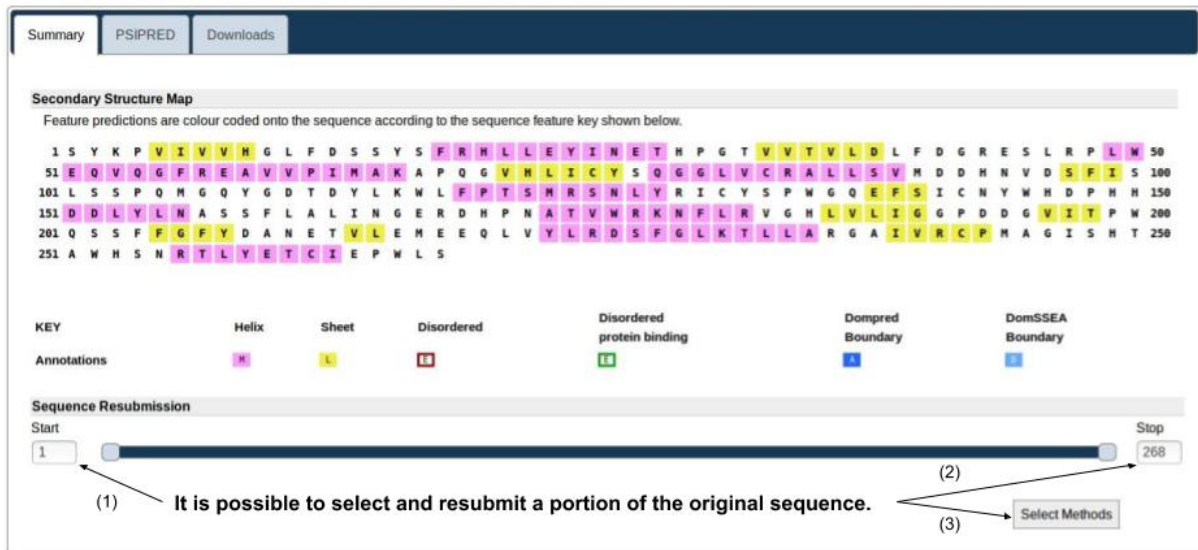 Summary PSIPRED Downloads
Secondary Structure Map
Feature predictions are colour coded onto the sequence according to the sequence feature key shown below.
1 S Y K P V I V V H G L F D S S Y S F R H L L E Y I N E T H P G T V V T V L D L F D G R E S L R P L W 50
51 E Q V Q G F R E A V V P I M A K A P Q G V H L I C Y S Q G G L V C R A L L S V M D D H N V D S F I S 100
101 L S S P Q M G Q Y G D T D Y L K W L F P T S M R S N L Y R I C Y S P W G Q E F S I C N Y W H D P H H 150
151 D D L Y L N A S S F L A L I N G E R D H P N A T V W R K N F L R V G H L V L I G G P D D G V I T P W 200
201 Q S S F F G F Y D A N E T V L E M E E Q L V Y L R D S F G L K T L L A R G A I V R C P M A G I S H T 250
251 A W H S N R T L Y E T C I E P W L S
KEY Helix Sheet Disordered Disordered protein binding Dompred Boundary DomSSEA Boundary
Annotations M L E E A D
Sequence Resubmission
Start Stop
1 268
(1) It is possible to select and resubmit a portion of the original sequence. (2)
(3) Select Methods